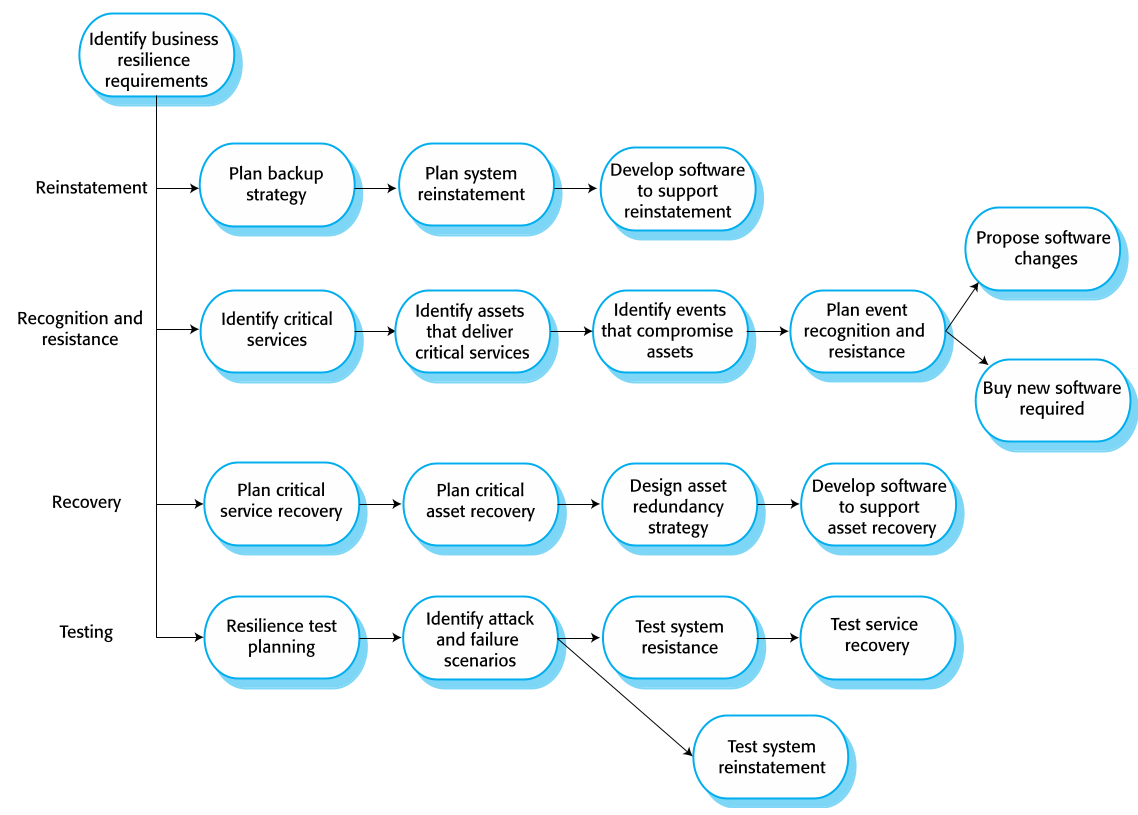 Identify business
resilience
requirements
Reinstatement
Plan backup
strategy
Plan system
reinstatement
Develop software
to support
reinstatement
Propose software
changes
Recognition and
resistance
Identify critical
services
Identify assets
that deliver
critical services
Identify events
that compromise
assets
Plan event
recognition and
resistance
Buy new software
required
Recovery
Plan critical
service recovery
Plan critical
asset recovery
Design asset
redundancy
strategy
Develop software
to support
asset recovery
Testing
Resilience test
planning
Identify attack
and failure
scenarios
Test system
resistance
Test service
recovery
Test system
reinstatement